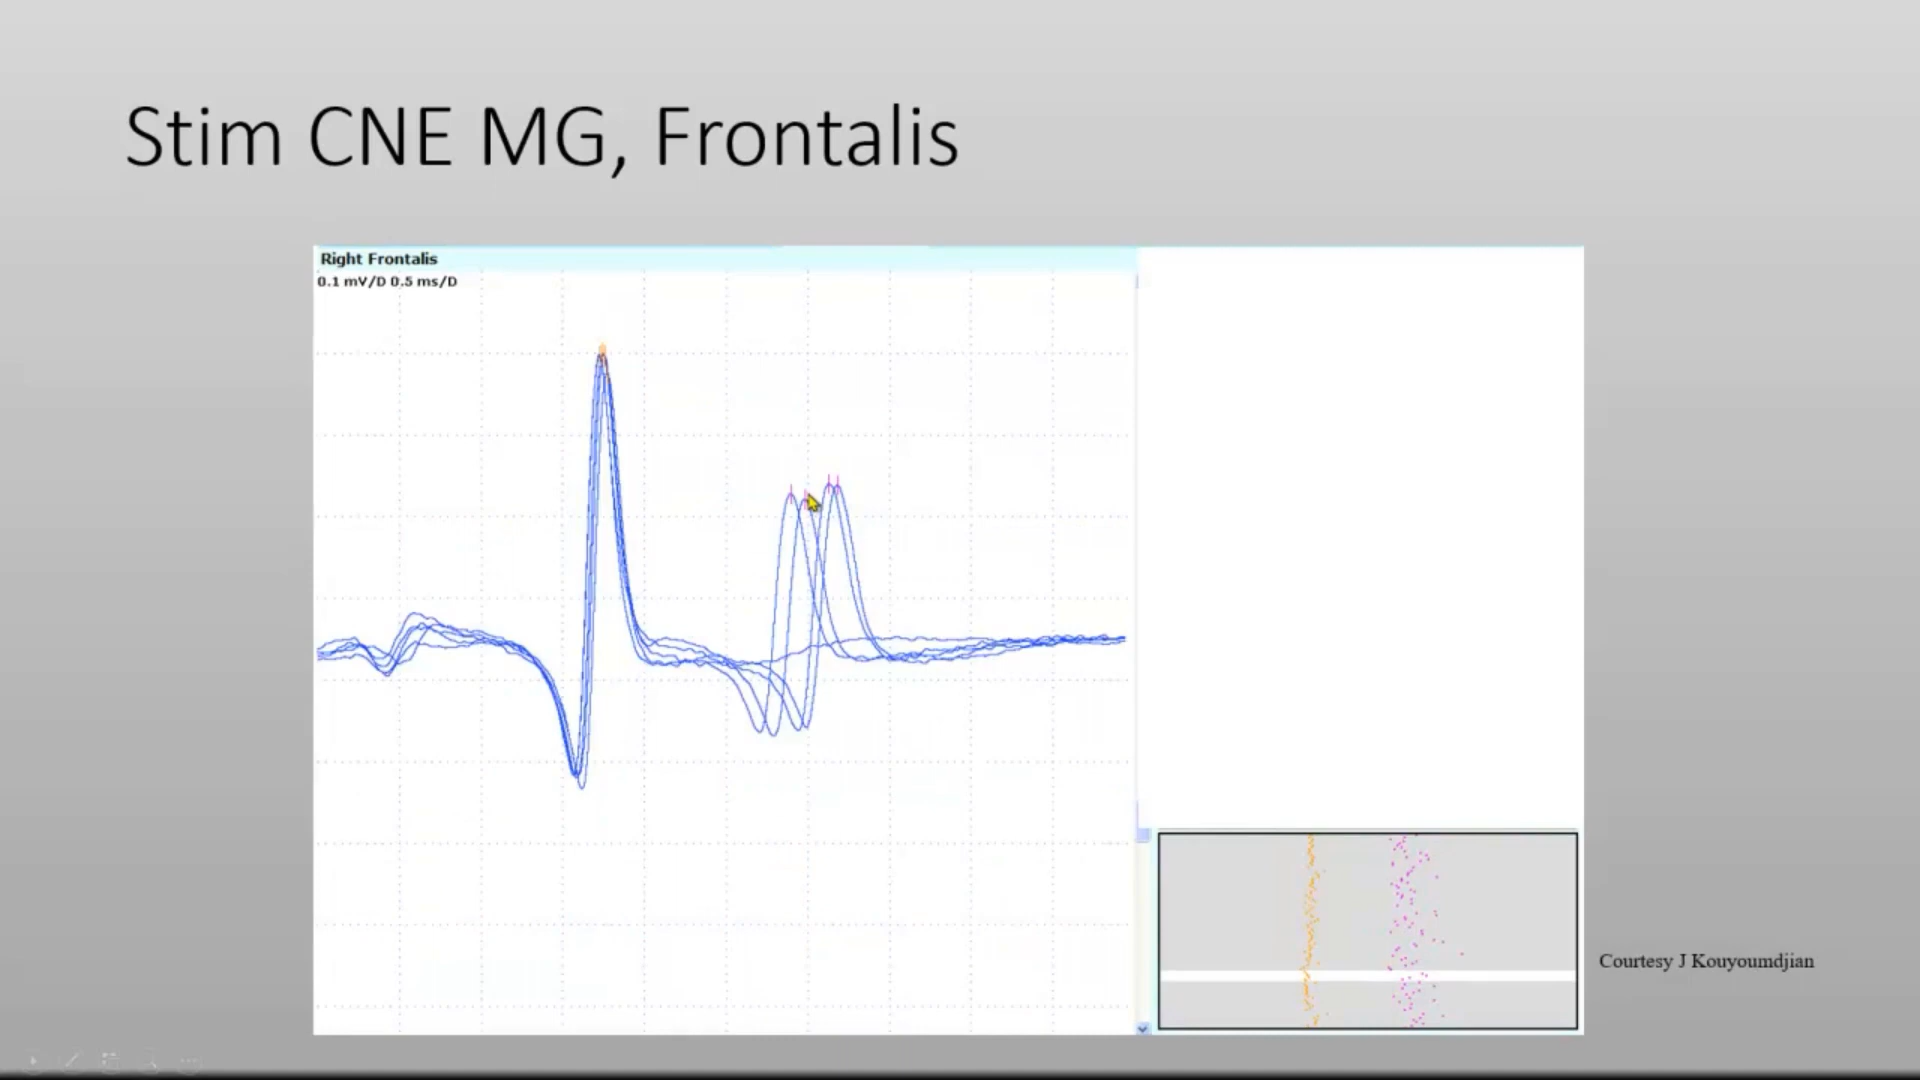 Stim CNE MG, Frontalis
Right Frontalis
0.1 mV/D 0.5 ms/D
Courtesy J Kouyoumdjian